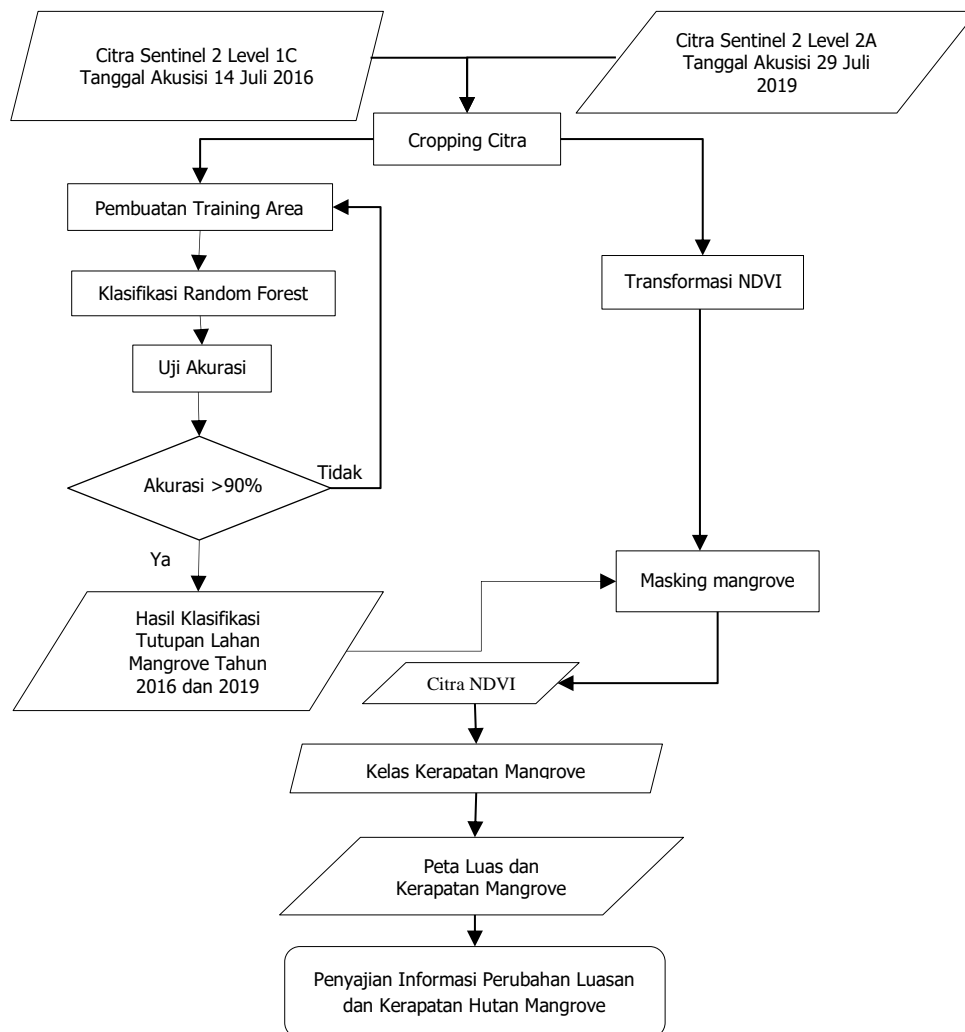 Citra Sentinel 2 Level 1C
Tanggal Akusisi 14 Juli 2016
Citra Sentinel 2 Level 2A
Tanggal Akusisi 29 Juli
2019
Cropping Citra
Pembuatan Training Area
Klasifikasi Random Forest
Transformasi NDVI
Uji Akurasi
Akurasi >90%
Tidak
Ya
Masking mangrove
Hasil Klasifikasi
Tutupan Lahan
Mangrove Tahun
2016 dan 2019
Citra NDVI
Kelas Kerapatan Mangrove
Peta Luas dan
Kerapatan Mangrove
Penyajian Informasi Perubahan Luasan
dan Kerapatan Hutan Mangrove